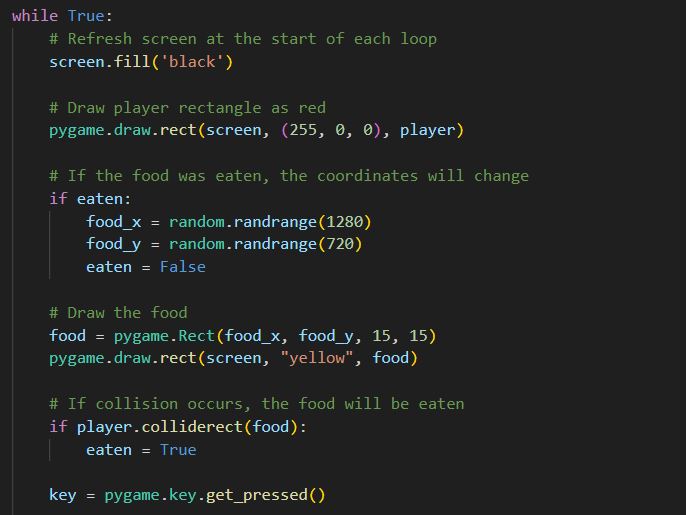 while True:
    # Refresh screen at the start of each loop
    screen.fill('black')

    # Draw player rectangle as red
    pygame.draw.rect(screen, (255, 0, 0), player)

    # If the food was eaten, the coordinates will change
    if eaten:
        food_x = random.randrange(1280)
        food_y = random.randrange(720)
        eaten = False

    # Draw the food
    food = pygame.Rect(food_x, food_y, 15, 15)
    pygame.draw.rect(screen, "yellow", food)

    # If collision occurs, the food will be eaten
    if player.colliderect(food):
        eaten = True

    key = pygame.key.get_pressed()